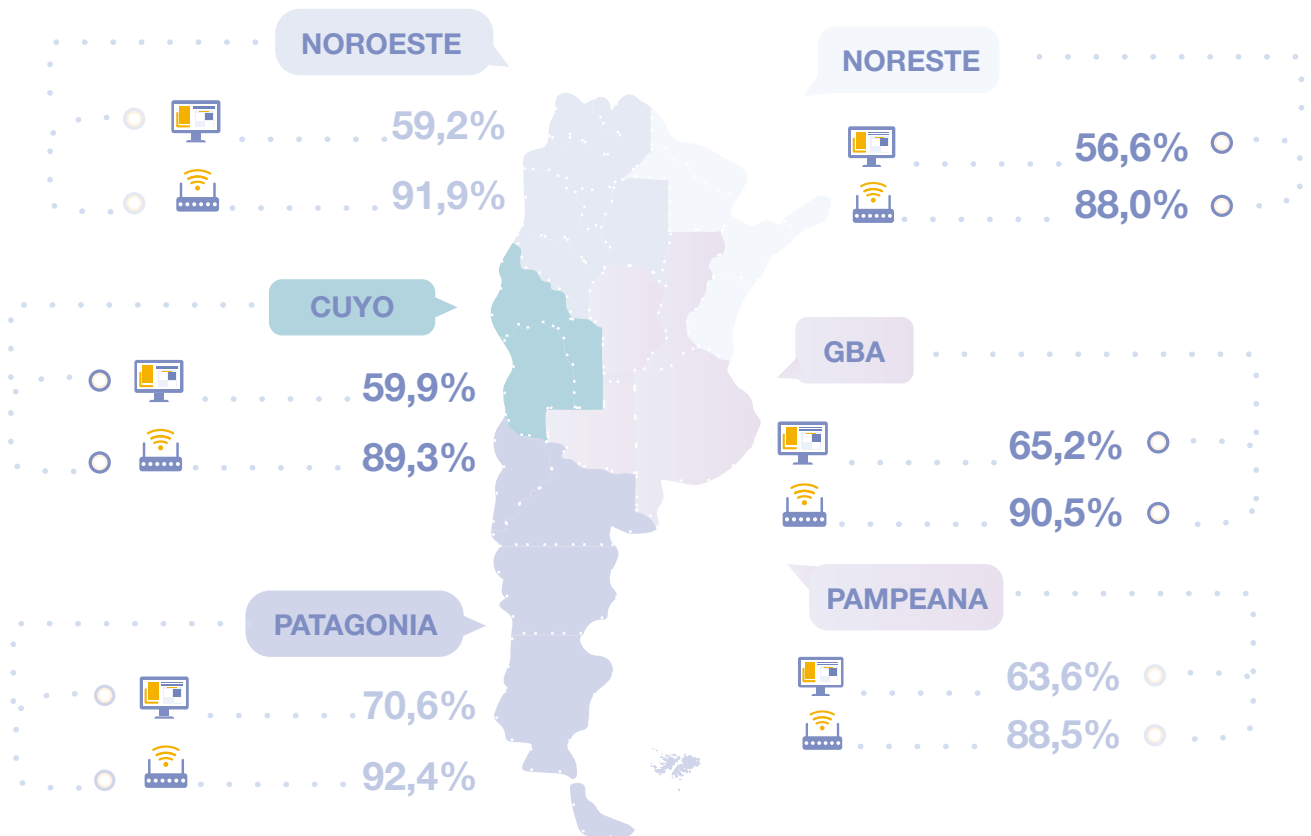 NOROESTE
59,2%
91,9%
NORESTE
56,6%
88,0%
CUYO
59,9%
89,3%
GBA
65,2%
90,5%
PATAGONIA
70,6%
92,4%
PAMPEANA
63,6%
88,5%